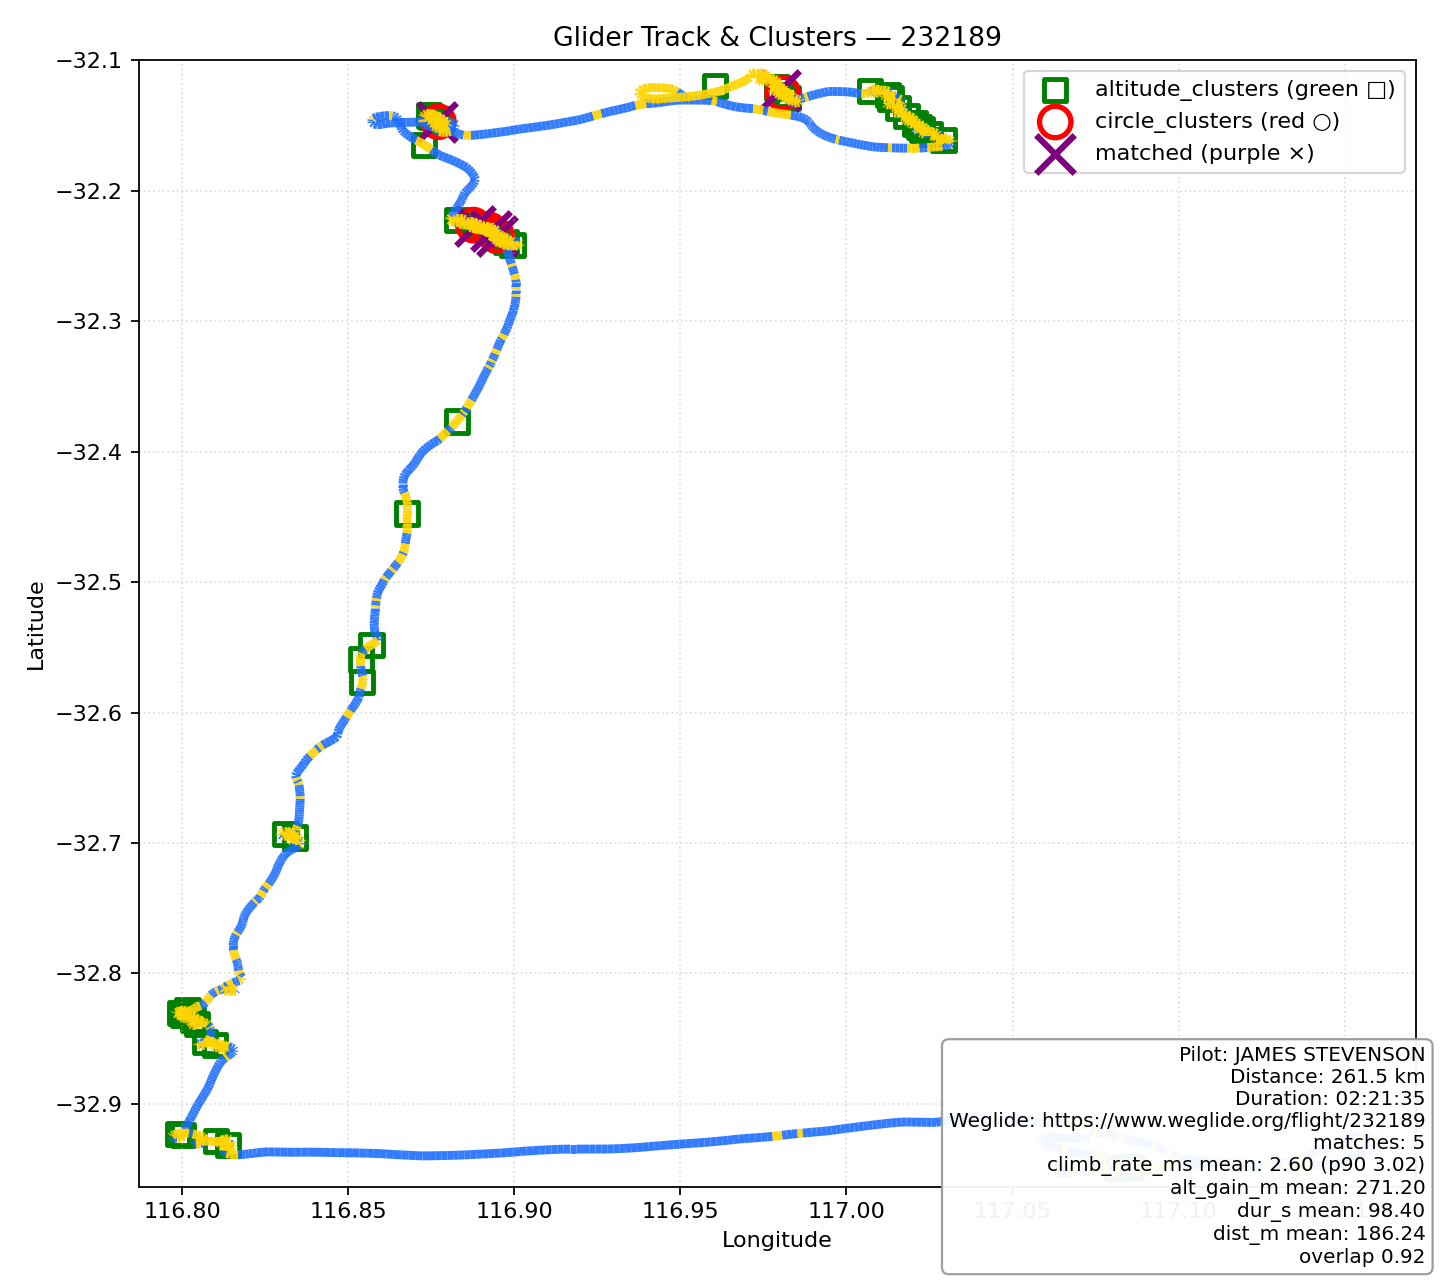 Glider Track & Clusters — 232189
−32.1
−32.2
−32.3
−32.4
−32.5
−32.6
−32.7
−32.8
−32.9
Latitude
altitude_clusters (green □)
circle_clusters (red ○)
matched (purple ×)
Pilot: JAMES STEVENSON
Distance: 261.5 km
Duration: 02:21:35
Weglide: https://www.weglide.org/flight/232189
matches: 5
climb_rate_ms mean: 2.60 (p90 3.02)
alt_gain_m mean: 271.20
dur_s mean: 98.40
dist_m mean: 186.24
overlap 0.92
116.80 116.85 116.90 116.95 117.00 117.05 117.10
Longitude